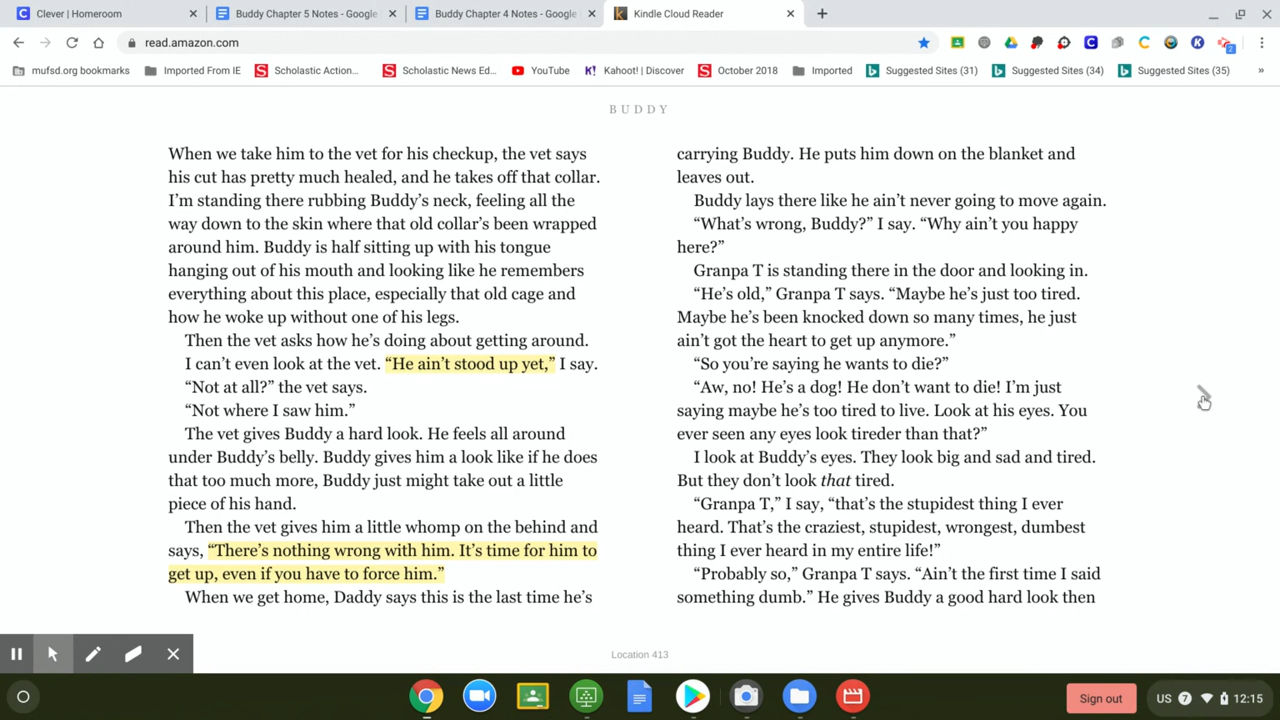 Clever | Homeroom
Buddy Chapter 5 Notes - Google
Buddy Chapter 4 Notes - Google
Kindle Cloud Reader
read.amazon.com
mufsd.org bookmarks
Imported From IE
Scholastic Action...
Scholastic News Ed...
YouTube
Kahoot! | Discover
October 2018
Imported
Suggested Sites (31)
Suggested Sites (34)
Suggested Sites (35)
»
BUDDY
When we take him to the vet for his checkup, the vet says
his cut has pretty much healed, and he takes off that collar.
I’m standing there rubbing Buddy’s neck, feeling all the
way down to the skin where that old collar’s been wrapped
around him. Buddy is half sitting up with his tongue
hanging out of his mouth and looking like he remembers
everything about this place, especially that old cage and
how he woke up without one of his legs.
Then the vet asks how he’s doing about getting around.
I can’t even look at the vet. “He ain’t stood up yet,” I say.
“Not at all?” the vet says.
“Not where I saw him.”
The vet gives Buddy a hard look. He feels all around
under Buddy’s belly. Buddy gives him a look like if he does
that too much more, Buddy just might take out a little
piece of his hand.
Then the vet gives him a little whomp on the behind and
says, “There’s nothing wrong with him. It’s time for him to
get up, even if you have to force him.”
When we get home, Daddy says this is the last time he’s
carrying Buddy. He puts him down on the blanket and
leaves out.
Buddy lays there like he ain’t never going to move again.
“What’s wrong, Buddy?” I say. “Why ain’t you happy
here?”
Granpa T is standing there in the door and looking in.
“He’s old,” Granpa T says. “Maybe he’s just too tired.
Maybe he’s been knocked down so many times, he just
ain’t got the heart to get up anymore.”
“So you’re saying he wants to die?”
“Aw, no! He’s a dog! He don’t want to die! I’m just
saying maybe he’s too tired to live. Look at his eyes. You
ever seen any eyes look tireder than that?”
I look at Buddy’s eyes. They look big and sad and tired.
But they don’t look that tired.
“Granpa T,” I say, “that’s the stupidest thing I ever
heard. That’s the craziest, stupidest, wrongest, dumbest
thing I ever heard in my entire life!”
“Probably so,” Granpa T says. “Ain’t the first time I said
something dumb.” He gives Buddy a good hard look then
Location 413
Sign out
US
7
12:15